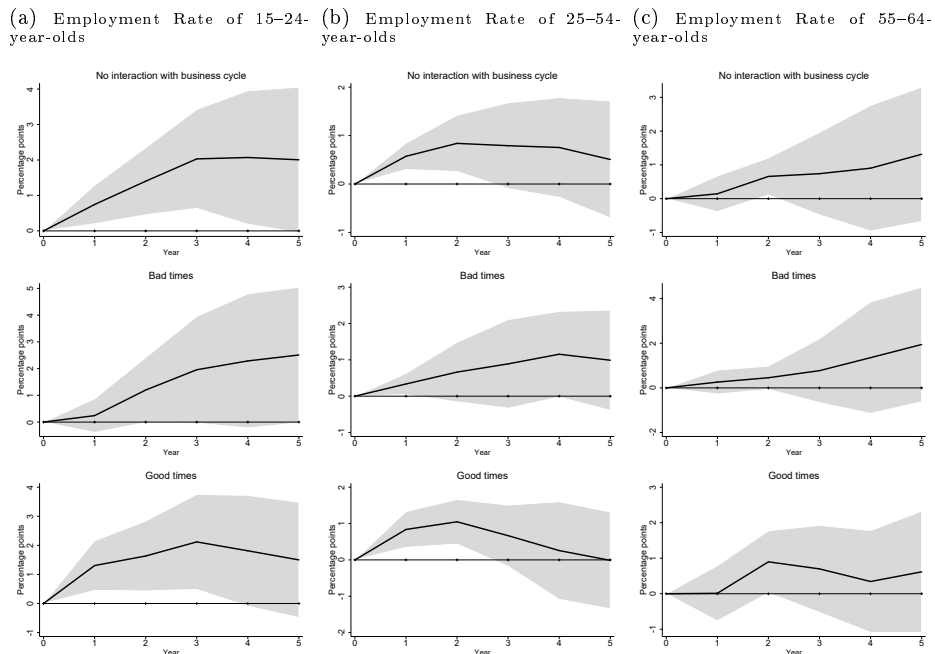 (a) Employment Rate of 15–24-
year-olds
(b) Employment Rate of 25–54-
year-olds
(c) Employment Rate of 55–64-
year-olds
No interaction with business cycle
Percentage points
4
3
2
1
0
0 1 2 3 4 5
Year
No interaction with business cycle
Percentage points
2
1
0
-1
0 1 2 3 4 5
Year
No interaction with business cycle
Percentage points
3
2
1
0
-1
0 1 2 3 4 5
Year
Bad times
Percentage points
5
4
3
2
1
0
0 1 2 3 4 5
Year
Bad times
Percentage points
3
2
1
0
-1
0 1 2 3 4 5
Year
Bad times
Percentage points
4
2
0
-2
0 1 2 3 4 5
Year
Good times
Percentage points
4
3
2
1
0
-1
0 1 2 3 4 5
Year
Good times
Percentage points
2
1
0
-1
-2
0 1 2 3 4 5
Year
Good times
Percentage points
3
2
1
0
-1
0 1 2 3 4 5
Year